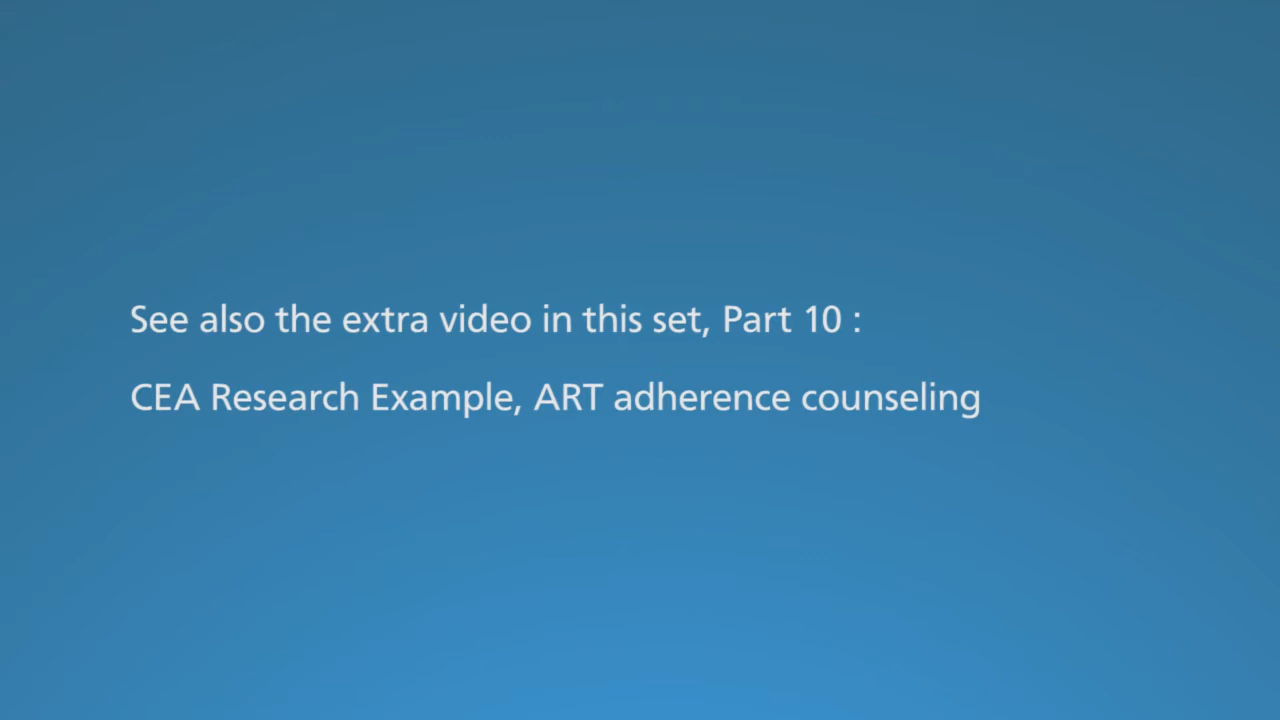 See also the extra video in this set, Part 10 :
CEA Research Example, ART adherence counseling